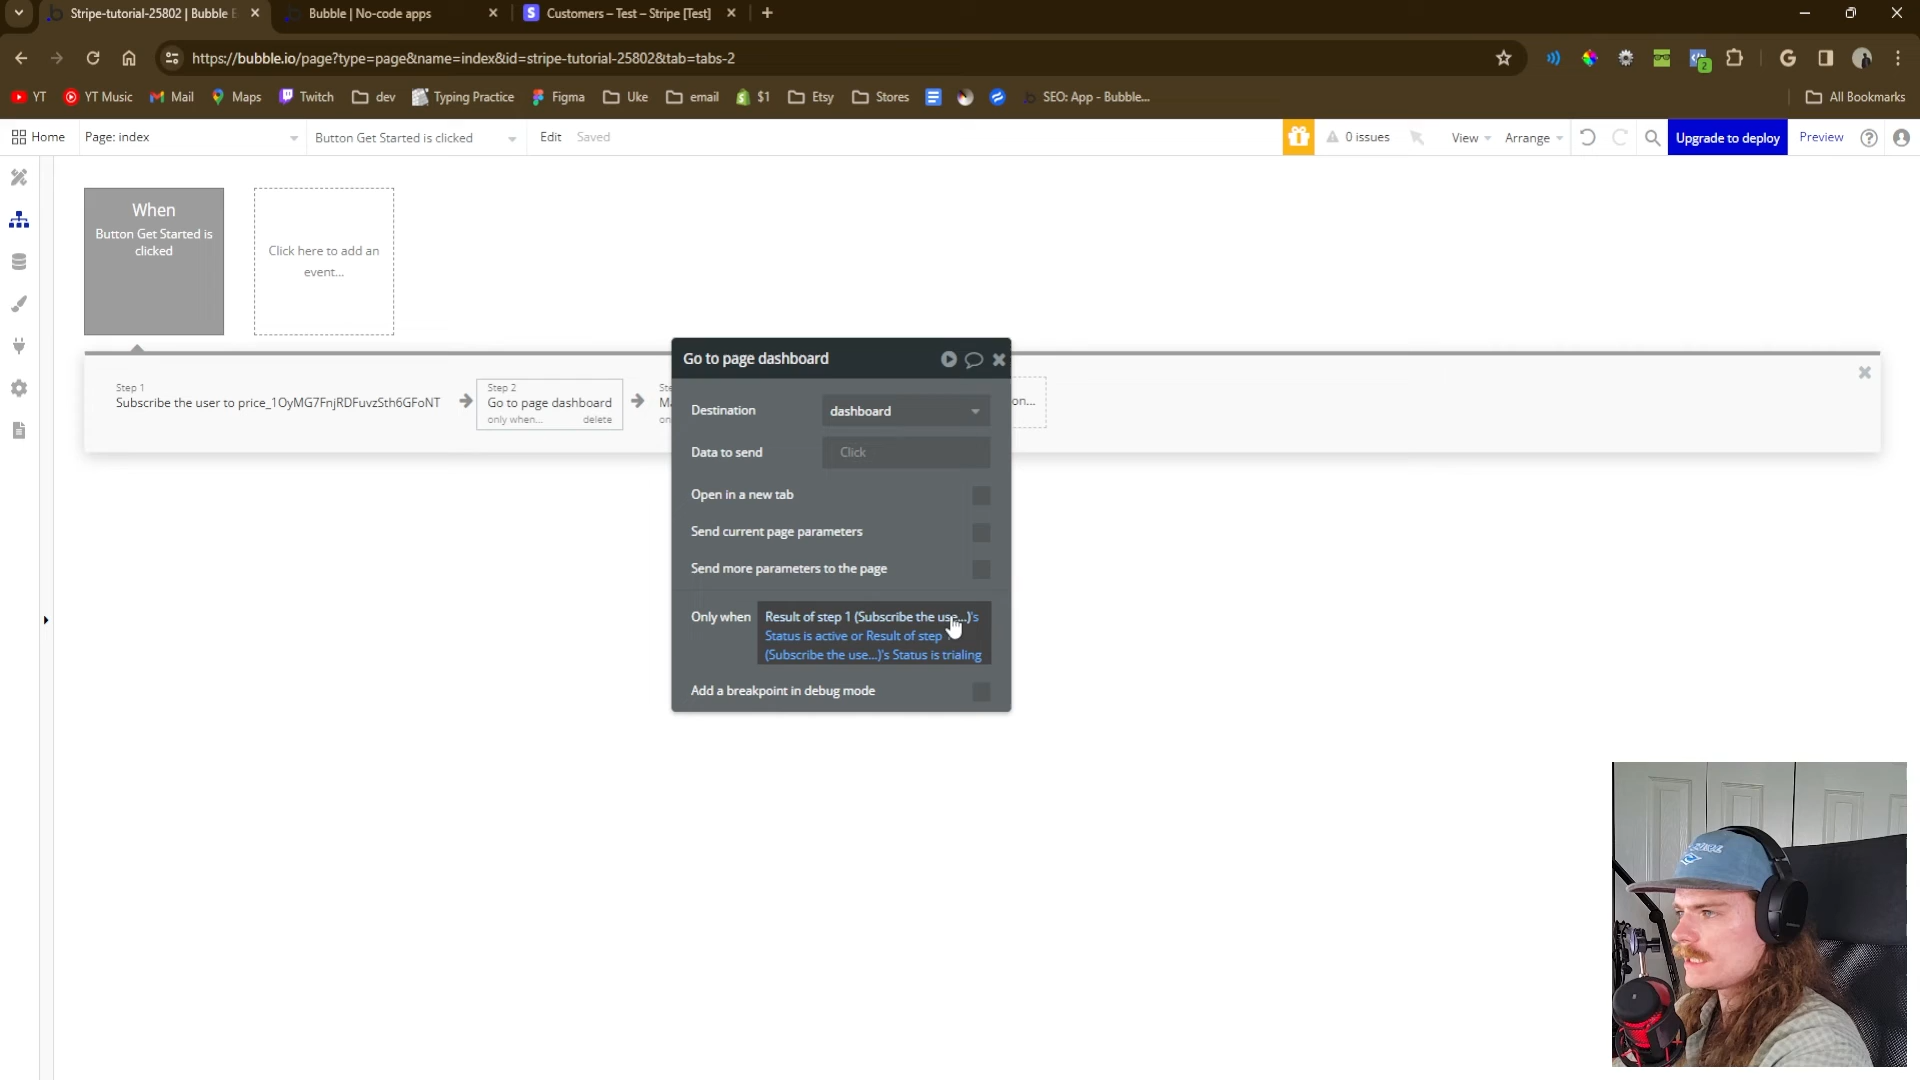 Stripe-tutorial-25802 | Bubble E
Bubble | No-code apps
Customers – Test – Stripe [Test]
https://bubble.io/page?type=page&name=index&id=stripe-tutorial-25802&tab=tabs-2
2
YT
YT Music
Mail
Maps
Twitch
dev
Typing Practice
Figma
Uke
email
$1
Etsy
Stores
SEO: App - Bubble...
All Bookmarks
Home
Page: index
Button Get Started is clicked
Edit
Saved
0 issues
View
Arrange
Upgrade to deploy
Preview
When
Button Get Started is
clicked
Click here to add an
event...
Step 1
Subscribe the user to price_1OyMG7FnjRDFuvzSth6GFoNT
Step 2
Go to page dashboard
only when...
delete
on...
Go to page dashboard
Destination
dashboard
Data to send
Click
Open in a new tab
Send current page parameters
Send more parameters to the page
Only when
Result of step 1 (Subscribe the use...)'s
Status is active or Result of step
(Subscribe the use...)'s Status is trialing
Add a breakpoint in debug mode